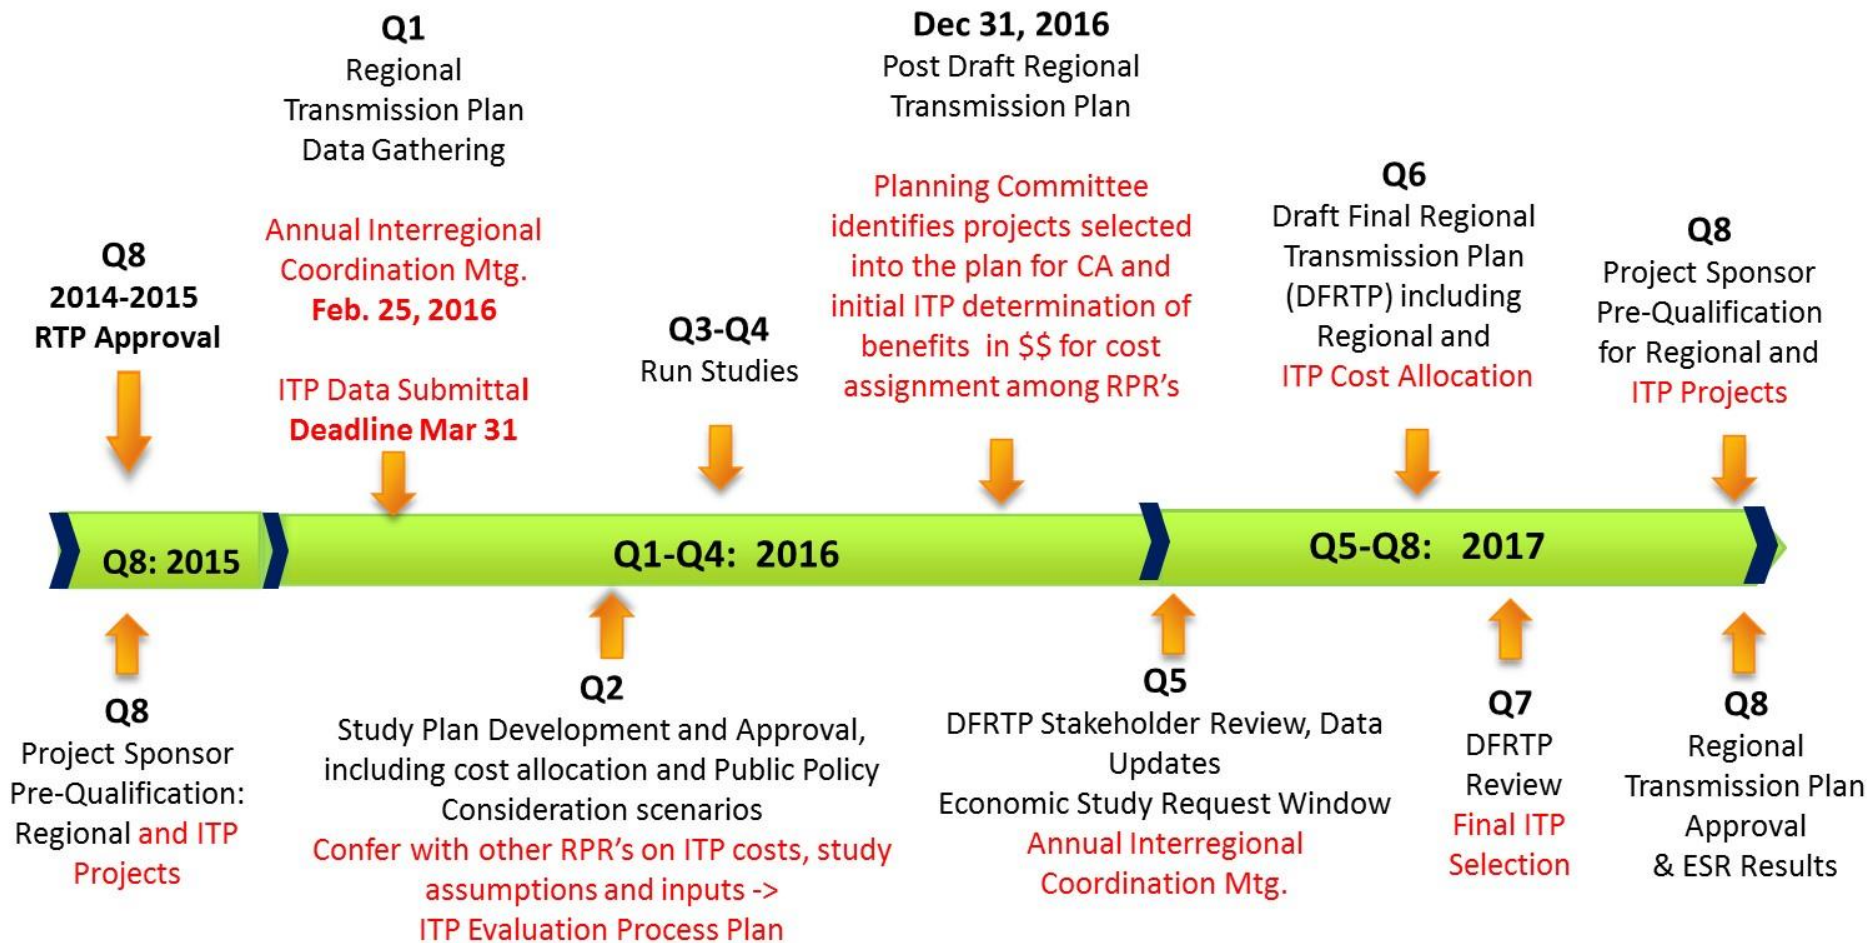 Q8
2014-2015
RTP Approval
Q1
Regional
Transmission Plan
Data Gathering
Annual Interregional
Coordination Mtg.
Feb. 25, 2016
ITP Data Submittal
Deadline Mar 31
Q3-Q4
Run Studies
Dec 31, 2016
Post Draft Regional
Transmission Plan
Planning Committee
identifies projects selected
into the plan for CA and
initial ITP determination of
benefits in $$ for cost
assignment among RPR’s
Q6
Draft Final Regional
Transmission Plan
(DFRTP) including
Regional and
ITP Cost Allocation
Q8
Project Sponsor
Pre-Qualification
for Regional and
ITP Projects
Q8: 2015
Q1-Q4: 2016
Q5-Q8: 2017
Q8
Project Sponsor
Pre-Qualification:
Regional and ITP
Projects
Q2
Study Plan Development and Approval,
including cost allocation and Public Policy
Consideration scenarios
Confer with other RPR’s on ITP costs, study
assumptions and inputs ->
ITP Evaluation Process Plan
Q5
DFRTP Stakeholder Review, Data
Updates
Economic Study Request Window
Annual Interregional
Coordination Mtg.
Q7
DFRTP
Review
Final ITP
Selection
Q8
Regional
Transmission Plan
Approval
& ESR Results